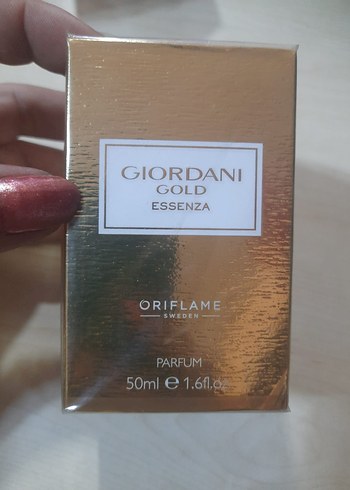 GIORDANI
GOLD
ESSENZA
ORIFLAME
SWEDEN
PARFUM
50ml ℮ 1.6fl.oz